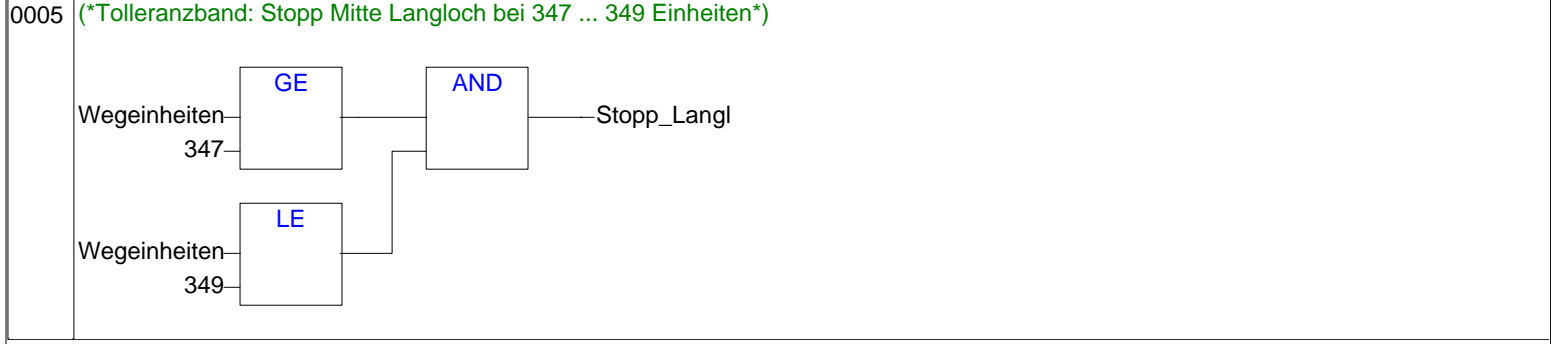 0005 (*Tolleranzband: Stopp Mitte Langloch bei 347 ... 349 Einheiten*)
GE AND
Wegeinheiten Stopp_Langl
347
LE
Wegeinheiten
349